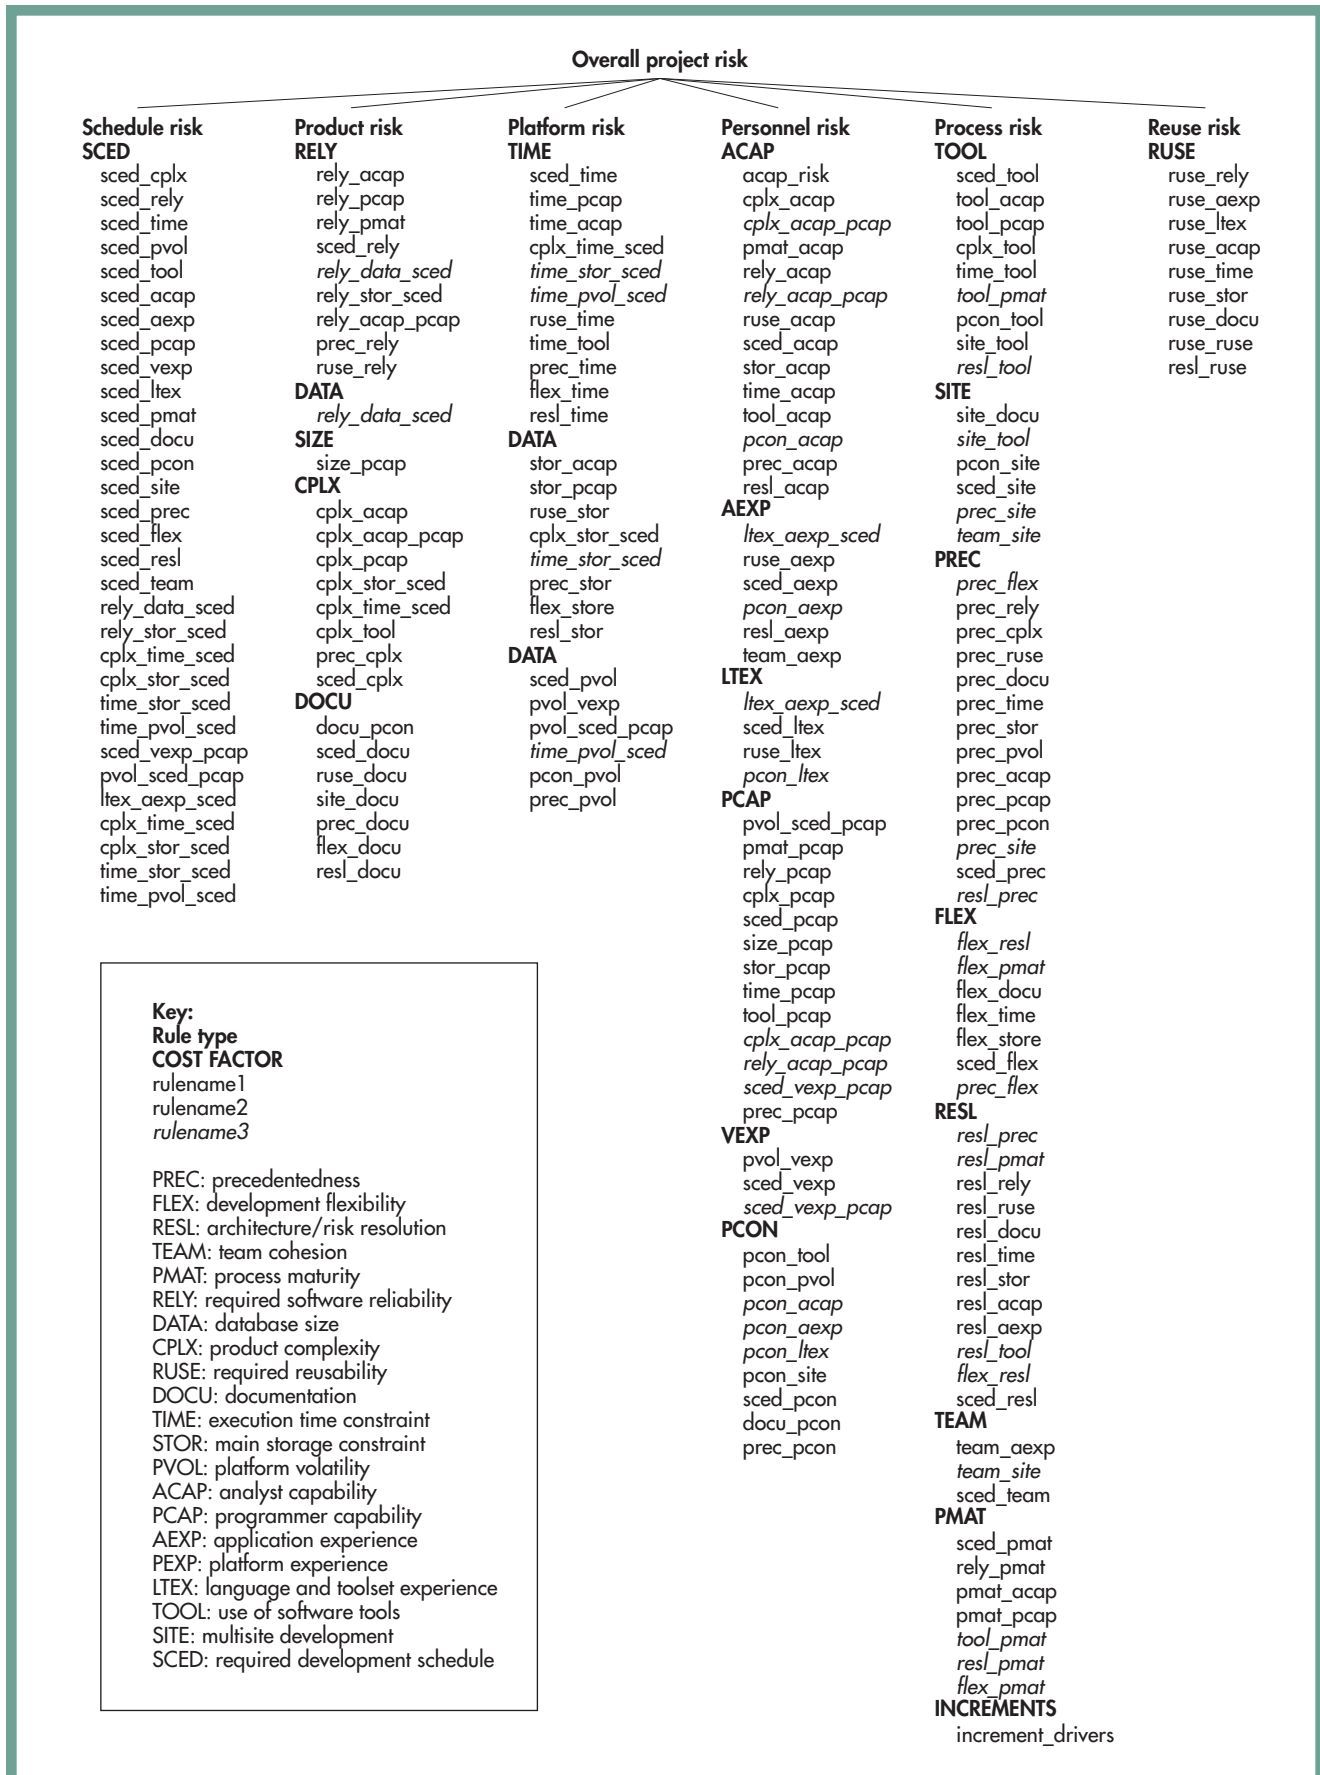 Overall project risk
Schedule risk
SCED
sced_cplx
sced_rely
sced_time
sced_pvol
sced_tool
sced_acap
sced_aexp
sced_pcap
sced_vexp
sced_ltex
sced_pmat
sced_docu
sced_pcon
sced_site
sced_prec
sced_flex
sced_resl
sced_team
rely_data_sced
rely_stor_sced
cplx_time_sced
cplx_stor_sced
time_stor_sced
time_pvol_sced
sced_vexp_pcap
pvol_sced_pcap
ltex_aexp_sced
cplx_time_sced
cplx_stor_sced
time_stor_sced
time_pvol_sced
Product risk
RELY
rely_acap
rely_pcap
rely_pmat
sced_rely
rely_data_sced
rely_stor_sced
rely_acap_pcap
prec_rely
ruse_rely
DATA
rely_data_sced
SIZE
size_pcap
CPLX
cplx_acap
cplx_acap_pcap
cplx_pcap
cplx_stor_sced
cplx_time_sced
cplx_tool
prec_cplx
sced_cplx
DOCU
docu_pcon
sced_docu
ruse_docu
site_docu
prec_docu
flex_docu
resl_docu
Platform risk
TIME
sced_time
time_pcap
time_acap
cplx_time_sced
time_stor_sced
time_pvol_sced
ruse_time
time_tool
prec_time
flex_time
resl_time
DATA
stor_acap
stor_pcap
ruse_stor
cplx_stor_sced
time_stor_sced
prec_stor
flex_store
resl_stor
DATA
sced_pvol
pvol_vexp
pvol_sced_pcap
time_pvol_sced
pcon_pvol
prec_pvol
Personnel risk
ACAP
acap_risk
cplx_acap
cplx_acap_pcap
pmat_acap
rely_acap
rely_acap_pcap
ruse_acap
sced_acap
stor_acap
time_acap
tool_acap
pcon_acap
prec_acap
resl_acap
AEXP
ltex_aexp_sced
ruse_aexp
sced_aexp
pcon_aexp
resl_aexp
team_aexp
LTEX
ltex_aexp_sced
sced_ltex
ruse_ltex
pcon_ltex
PCAP
pvol_sced_pcap
pmat_pcap
rely_pcap
cplx_pcap
sced_pcap
size_pcap
stor_pcap
time_pcap
tool_pcap
cplx_acap_pcap
rely_acap_pcap
sced_vexp_pcap
prec_pcap
VEXP
pvol_vexp
sced_vexp
sced_vexp_pcap
PCON
pcon_tool
pcon_pvol
pcon_acap
pcon_aexp
pcon_ltex
pcon_site
sced_pcon
docu_pcon
prec_pcon
Process risk
TOOL
sced_tool
tool_acap
tool_pcap
cplx_tool
time_tool
tool_pmat
pcon_tool
site_tool
resl_tool
SITE
site_docu
site_tool
pcon_site
sced_site
prec_site
team_site
PREC
prec_flex
prec_rely
prec_cplx
prec_ruse
prec_docu
prec_time
prec_stor
prec_pvol
prec_acap
prec_pcap
prec_pcon
prec_site
sced_prec
resl_prec
FLEX
flex_resl
flex_pmat
flex_docu
flex_time
flex_store
sced_flex
prec_flex
RESL
resl_prec
resl_pmat
resl_rely
resl_ruse
resl_docu
resl_time
resl_stor
resl_acap
resl_aexp
resl_tool
flex_resl
sced_resl
TEAM
team_aexp
team_site
sced_team
PMAT
sced_pmat
rely_pmat
pmat_acap
pmat_pcap
tool_pmat
resl_pmat
flex_pmat
INCREMENTS
increment_drivers
Reuse risk
RUSE
ruse_rely
ruse_aexp
ruse_ltex
ruse_acap
ruse_time
ruse_stor
ruse_docu
ruse_ruse
resl_ruse
Key:
Rule type
COST FACTOR
rulename1
rulename2
rulename3
PREC: precedentedness
FLEX: development flexibility
RESL: architecture/risk resolution
TEAM: team cohesion
PMAT: process maturity
RELY: required software reliability
DATA: database size
CPLX: product complexity
RUSE: required reusability
DOCU: documentation
TIME: execution time constraint
STOR: main storage constraint
PVOL: platform volatility
ACAP: analyst capability
PCAP: programmer capability
AEXP: application experience
PEXP: platform experience
LTEX: language and toolset experience
TOOL: use of software tools
SITE: multisite development
SCED: required development schedule